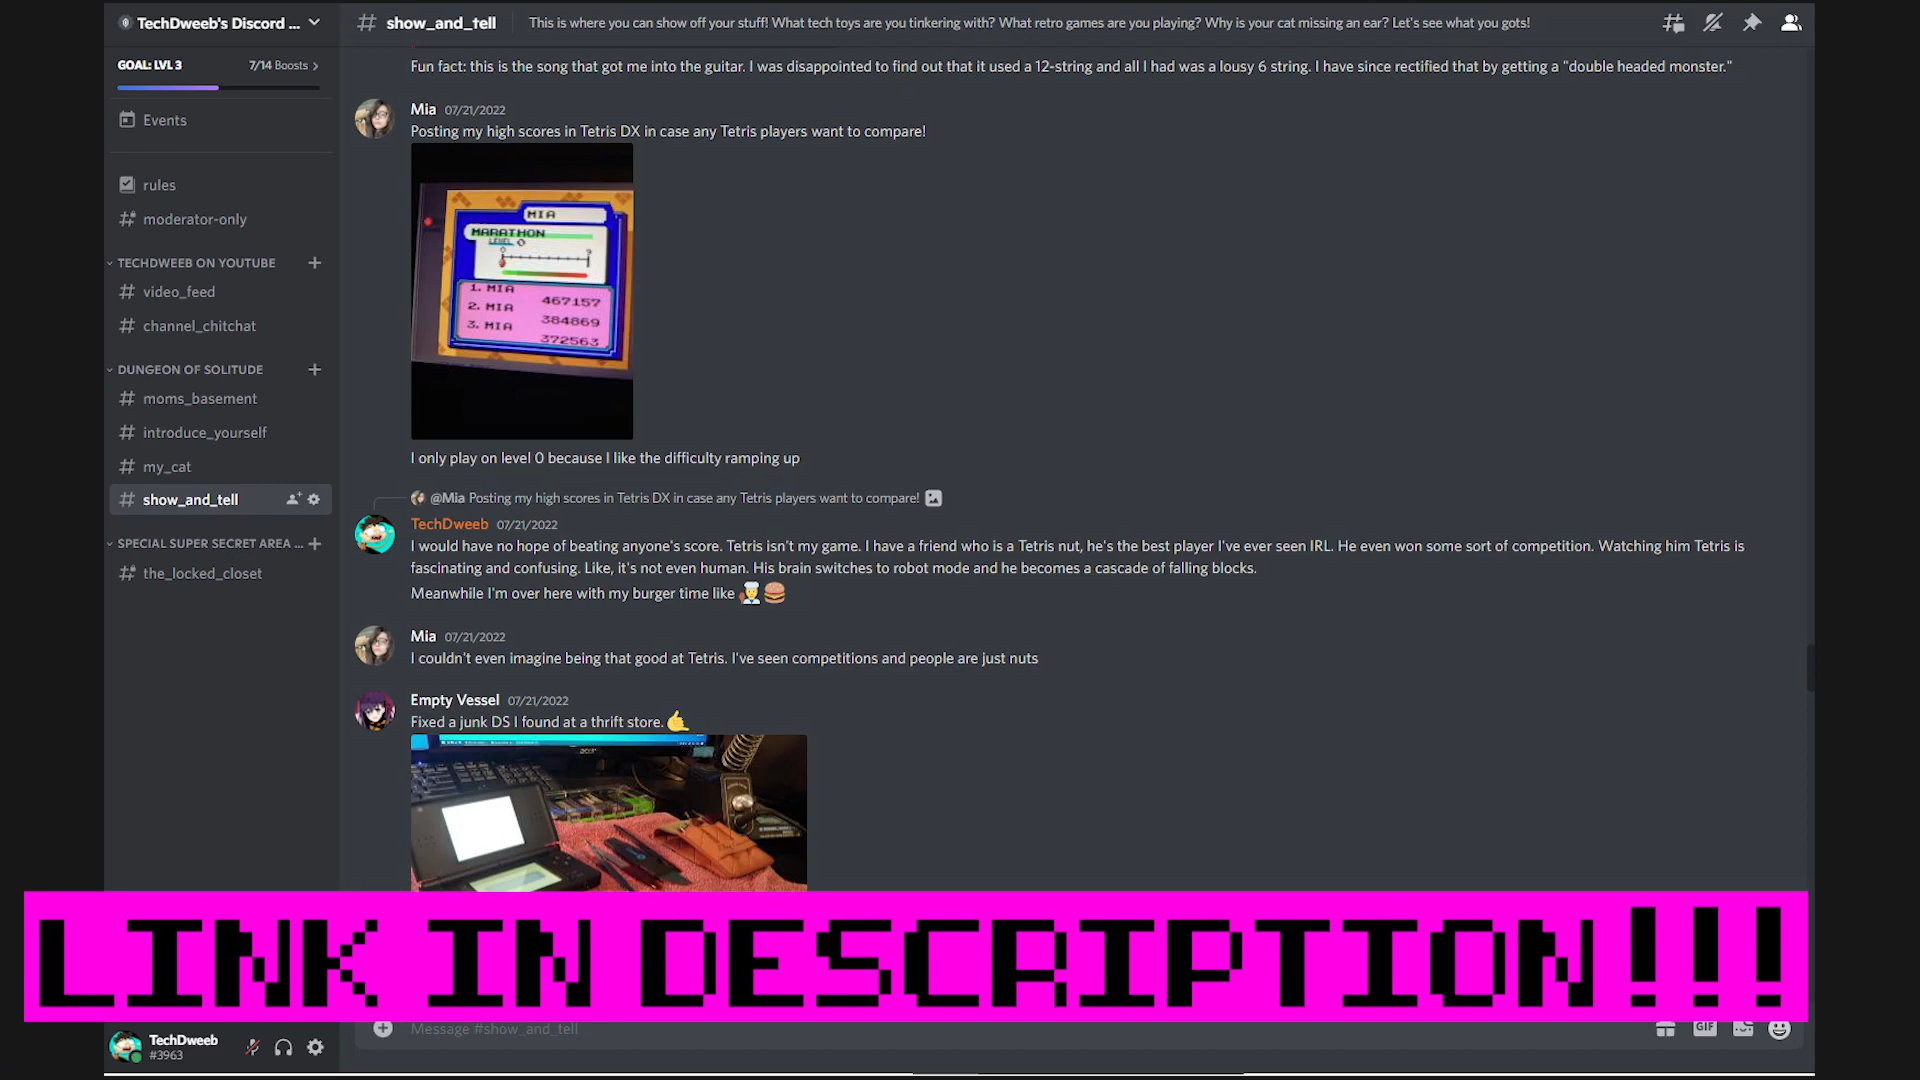 TechDweeb's Discord ...
GOAL: LVL 3
7/14 Boosts
Events
rules
moderator-only
TECHDWEEB ON YOUTUBE
video_feed
channel_chitchat
DUNGEON OF SOLITUDE
moms_basement
introduce_yourself
my_cat
show_and_tell
SPECIAL SUPER SECRET AREA ...
the_locked_closet
show_and_tell
This is where you can show off your stuff! What tech toys are you tinkering with? What retro games are you playing? Why is your cat missing an ear? Let's see what you gots!
Fun fact: this is the song that got me into the guitar. I was disappointed to find out that it used a 12-string and all I had was a lousy 6 string. I have since rectified that by getting a "double headed monster."
Mia 07/21/2022
Posting my high scores in Tetris DX in case any Tetris players want to compare!
MIA
MARATHON
LEVEL 0
0 9
1. MIA 467157
2. MIA 384869
3. MIA 372563
I only play on level 0 because I like the difficulty ramping up
@Mia Posting my high scores in Tetris DX in case any Tetris players want to compare!
TechDweeb 07/21/2022
I would have no hope of beating anyone's score. Tetris isn't my game. I have a friend who is a Tetris nut, he's the best player I've ever seen IRL. He even won some sort of competition. Watching him Tetris is
fascinating and confusing. Like, it's not even human. His brain switches to robot mode and he becomes a cascade of falling blocks.
Meanwhile I'm over here with my burger time like
Mia 07/21/2022
I couldn't even imagine being that good at Tetris. I've seen competitions and people are just nuts
Empty Vessel 07/21/2022
Fixed a junk DS I found at a thrift store.
acer
LINK IN DESCRIPTION!!!
TechDweeb
#3963
Message #show_and_tell
GIF